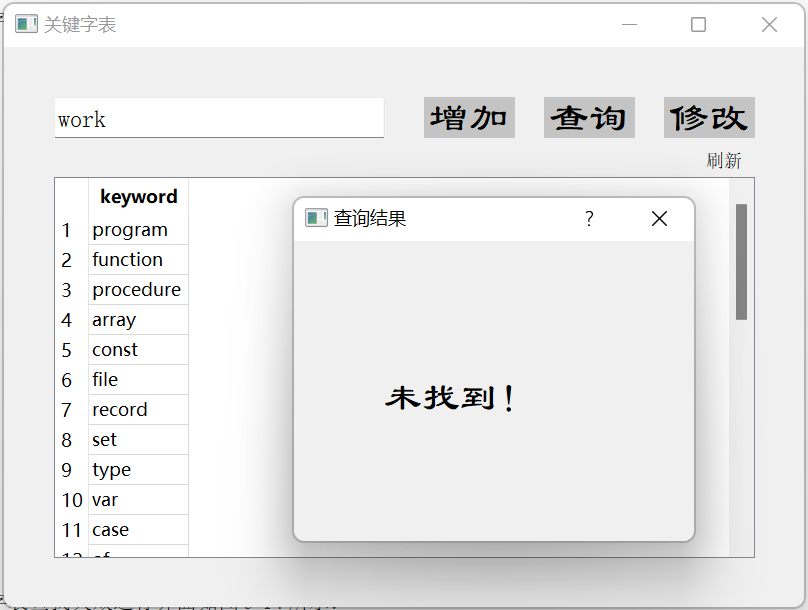 关键字表
work
增加
查询
修改
刷新
keyword
1 program
2 function
3 procedure
4 array
5 const
6 file
7 record
8 set
9 type
10 var
11 case
查询结果
?
未找到！